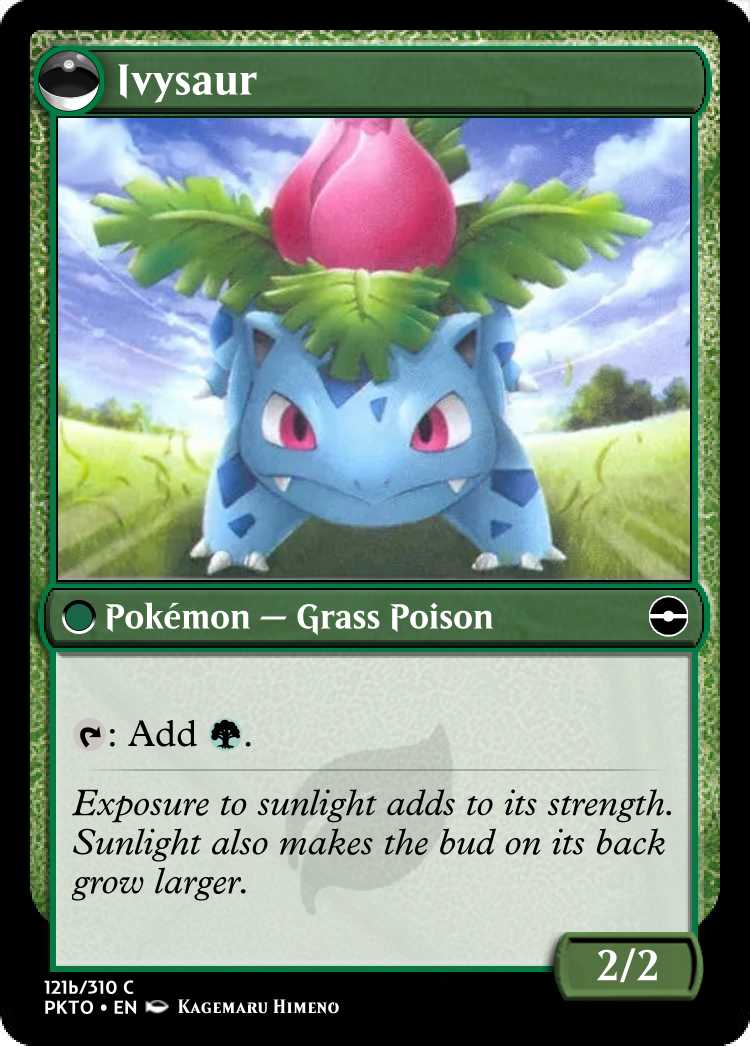 Ivysaur
Pokémon — Grass Poison
: Add .
Exposure to sunlight adds to its strength.
Sunlight also makes the bud on its back
grow larger.
2/2
121b/310 C
PKTO • EN Kagemaru Himeno